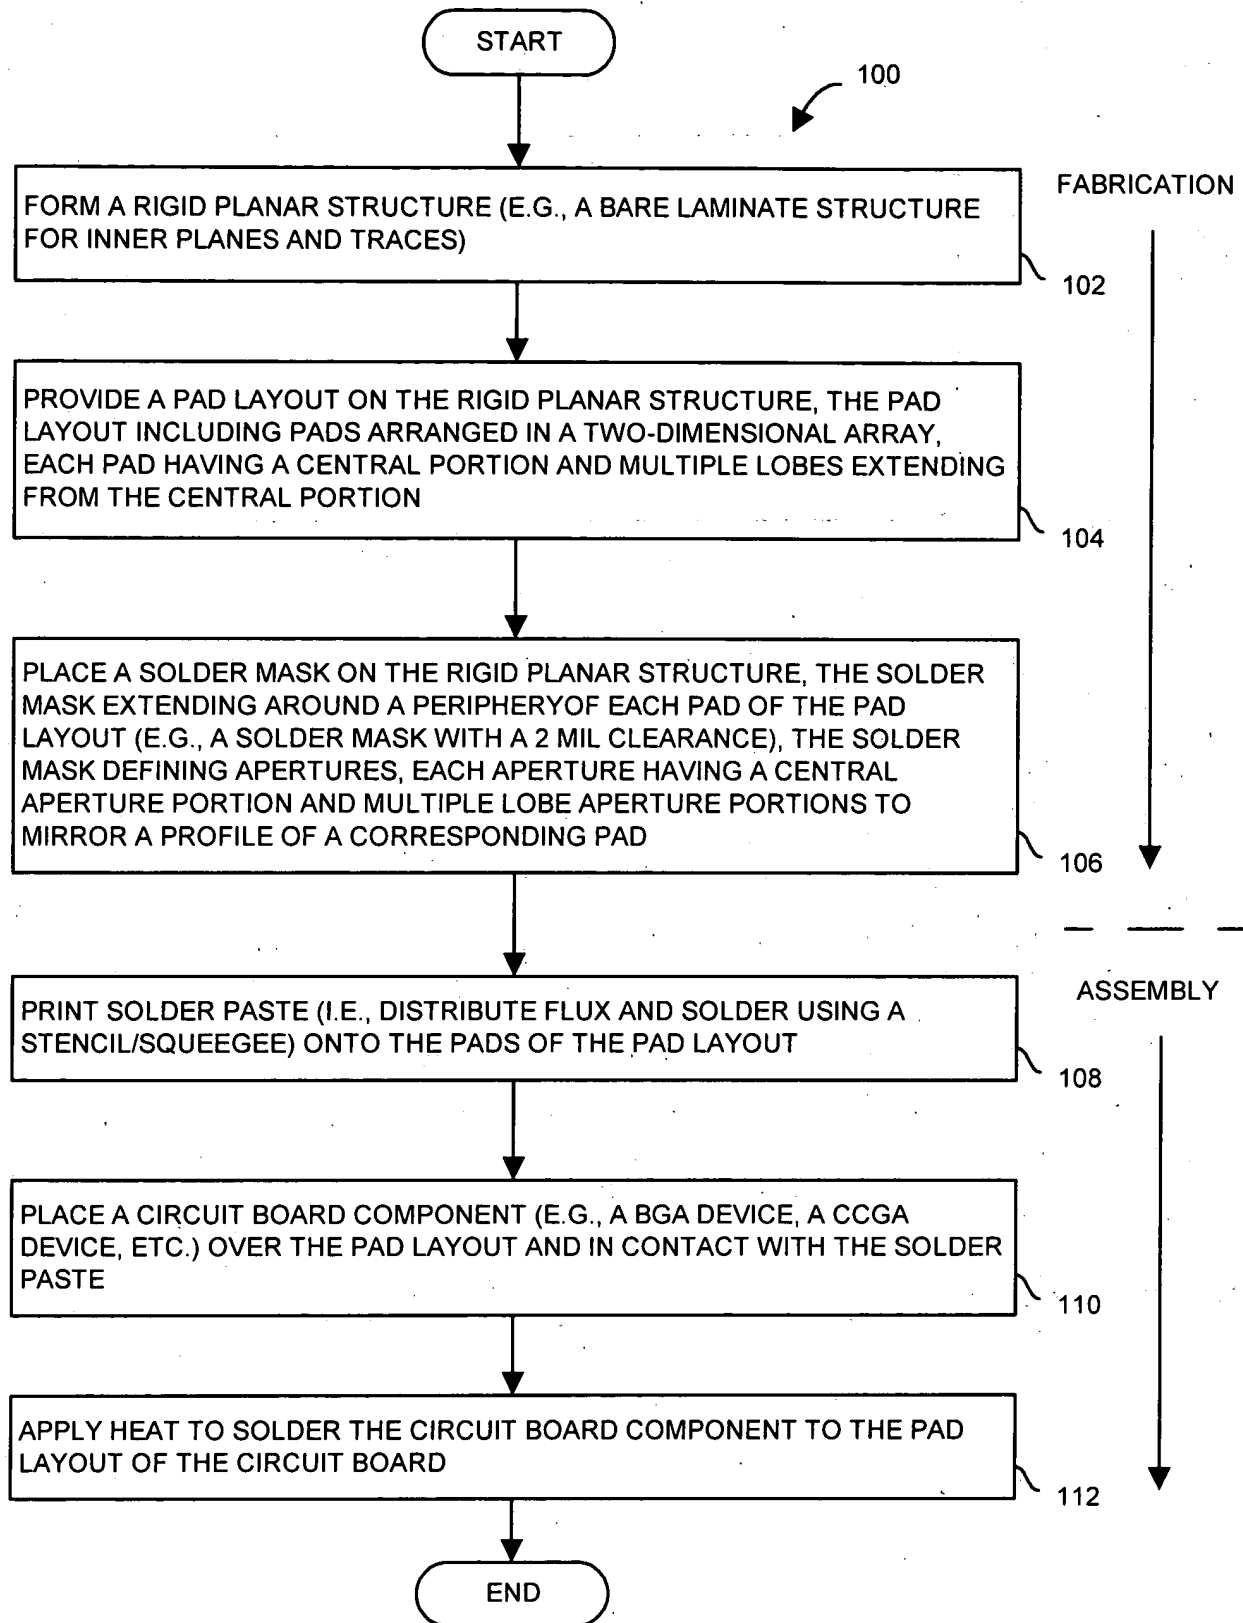 START
100
FABRICATION
FORM A RIGID PLANAR STRUCTURE (E.G., A BARE LAMINATE STRUCTURE
FOR INNER PLANES AND TRACES)
102
PROVIDE A PAD LAYOUT ON THE RIGID PLANAR STRUCTURE, THE PAD
LAYOUT INCLUDING PADS ARRANGED IN A TWO-DIMENSIONAL ARRAY,
EACH PAD HAVING A CENTRAL PORTION AND MULTIPLE LOBES EXTENDING
FROM THE CENTRAL PORTION
104
PLACE A SOLDER MASK ON THE RIGID PLANAR STRUCTURE, THE SOLDER
MASK EXTENDING AROUND A PERIPHERYOF EACH PAD OF THE PAD
LAYOUT (E.G., A SOLDER MASK WITH A 2 MIL CLEARANCE), THE SOLDER
MASK DEFINING APERTURES, EACH APERTURE HAVING A CENTRAL
APERTURE PORTION AND MULTIPLE LOBE APERTURE PORTIONS TO
MIRROR A PROFILE OF A CORRESPONDING PAD
106
ASSEMBLY
PRINT SOLDER PASTE (I.E., DISTRIBUTE FLUX AND SOLDER USING A
STENCIL/SQUEEGEE) ONTO THE PADS OF THE PAD LAYOUT
108
PLACE A CIRCUIT BOARD COMPONENT (E.G., A BGA DEVICE, A CCGA
DEVICE, ETC.) OVER THE PAD LAYOUT AND IN CONTACT WITH THE SOLDER
PASTE
110
APPLY HEAT TO SOLDER THE CIRCUIT BOARD COMPONENT TO THE PAD
LAYOUT OF THE CIRCUIT BOARD
112
END